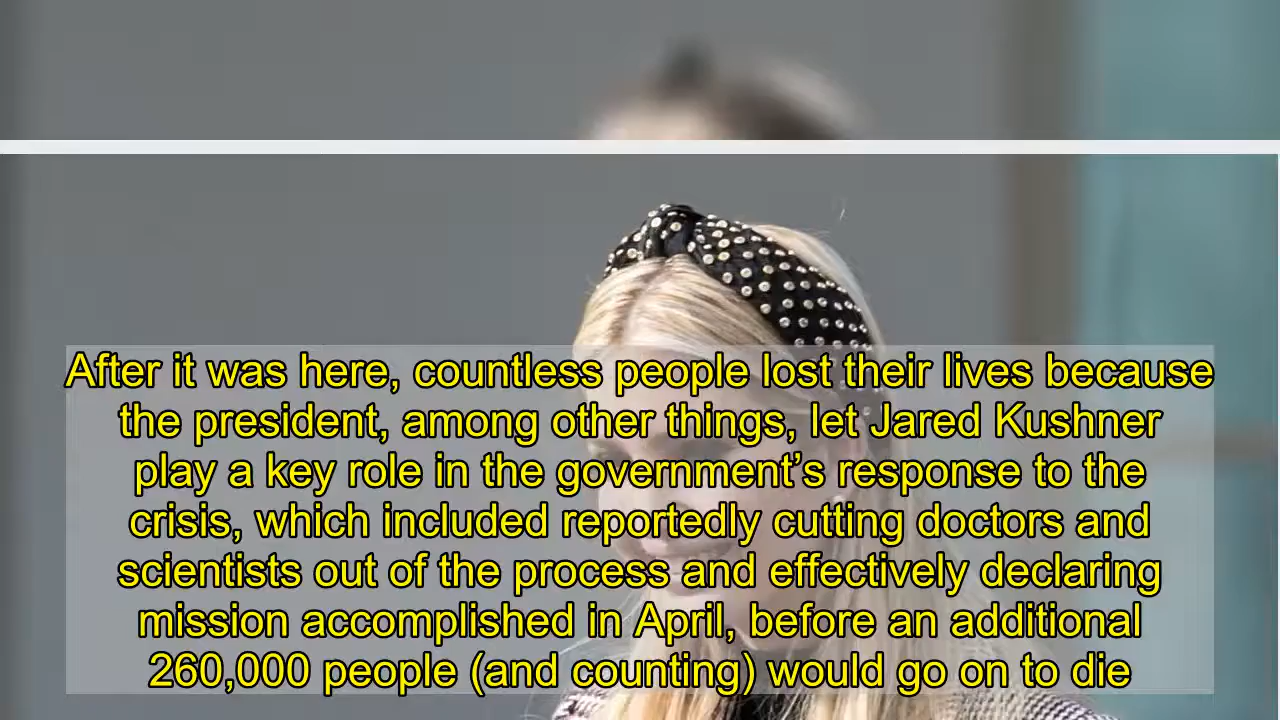 After it was here, countless people lost their lives because
the president, among other things, let Jared Kushner
play a key role in the government’s response to the
crisis, which included reportedly cutting doctors and
scientists out of the process and effectively declaring
mission accomplished in April, before an additional
260,000 people (and counting) would go on to die